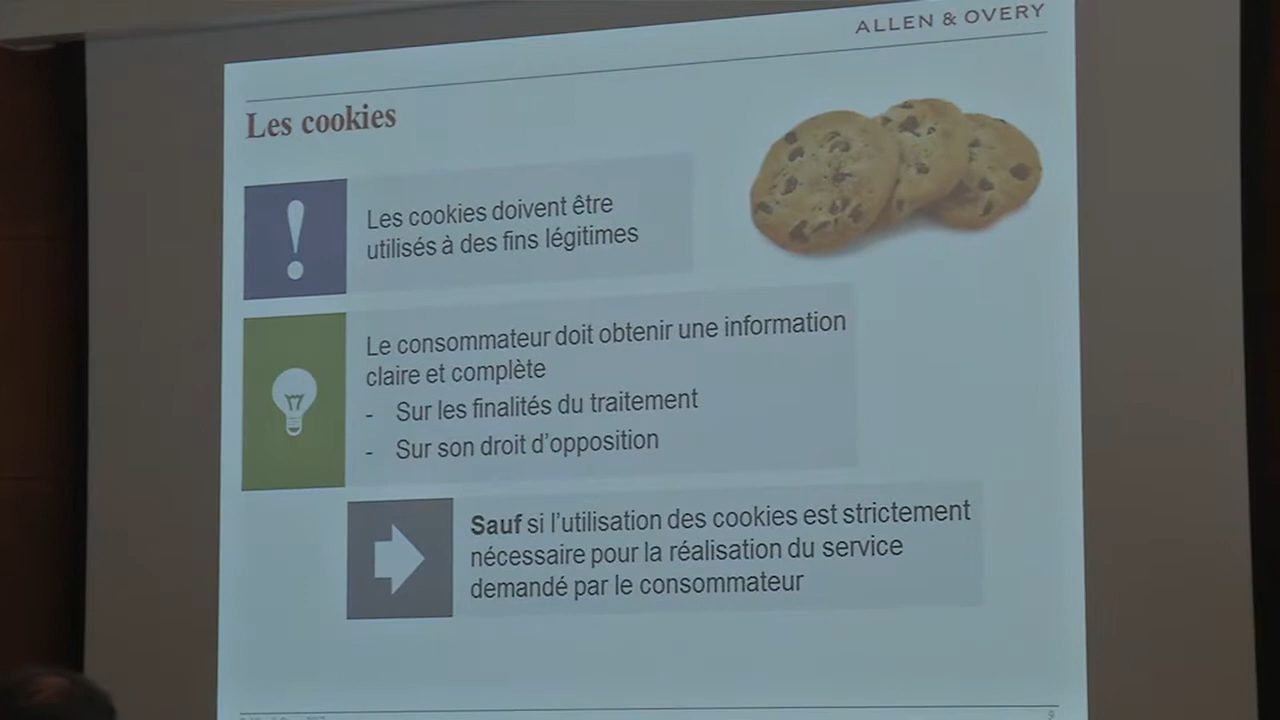 ALLEN & OVERY
Les cookies
Les cookies doivent être
utilisés à des fins légitimes
Le consommateur doit obtenir une information
claire et complète
- Sur les finalités du traitement
- Sur son droit d'opposition
Sauf si l'utilisation des cookies est strictement
nécessaire pour la réalisation du service
demandé par le consommateur
9